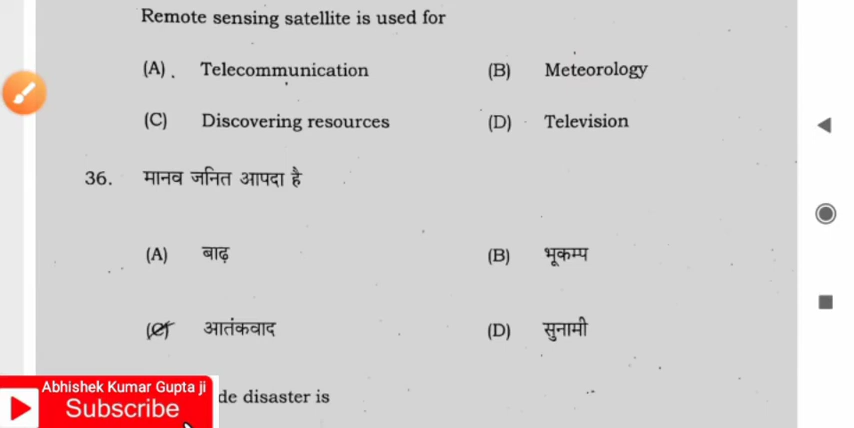 Remote sensing satellite is used for
(A) Telecommunication (B) Meteorology
(C) Discovering resources (D) Television
36. मानव जनित आपदा है
(A) बाढ़ (B) भूकम्प
(C) आतंकवाद (D) सुनामी
Abhishek Kumar Gupta ji
Subscribe
de disaster is